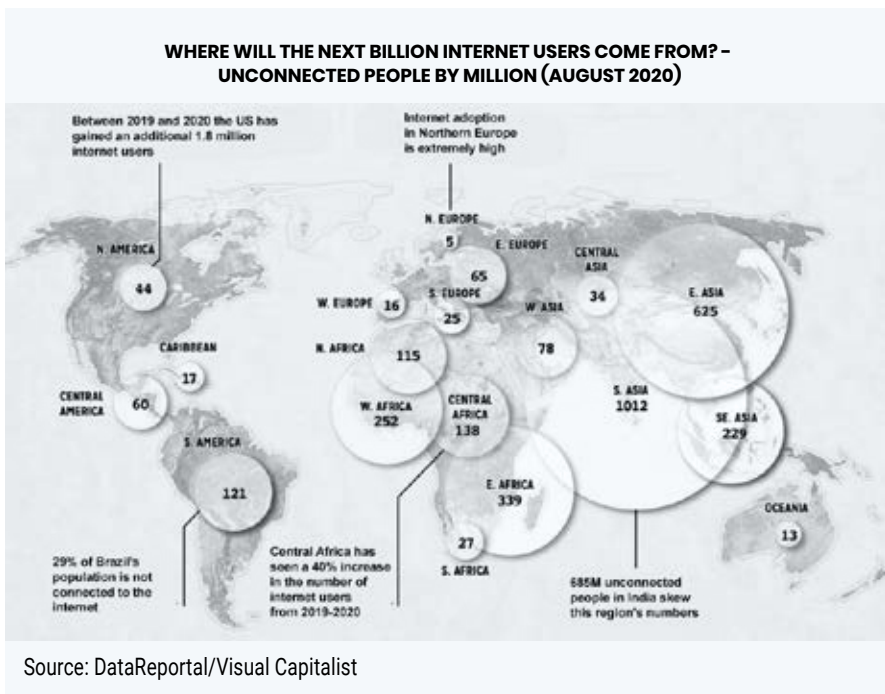 WHERE WILL THE NEXT BILLION INTERNET USERS COME FROM? –
UNCONNECTED PEOPLE BY MILLION (AUGUST 2020)
Between 2019 and 2020 the US has
gained an additional 1.8 million
internet users
Internet adoption
in Northern Europe
is extremely high
N. EUROPE
5
E. EUROPE
65
N. AMERICA
44
CENTRAL
ASIA
34
E. ASIA
625
W. EUROPE
16
S. EUROPE
25
W. ASIA
78
CARIBBEAN
17
N. AFRICA
115
CENTRAL
AMERICA
60
W. AFRICA
252
CENTRAL
AFRICA
138
S. ASIA
1012
SE. ASIA
229
S. AMERICA
121
E. AFRICA
339
OCEANIA
13
27
S. AFRICA
29% of Brazil's
population is not
connected to the
internet
Central Africa has
seen a 40% increase
in the number of
internet users
from 2019-2020
685M unconnected
people in India skew
this region's numbers
Source: DataReportal/Visual Capitalist